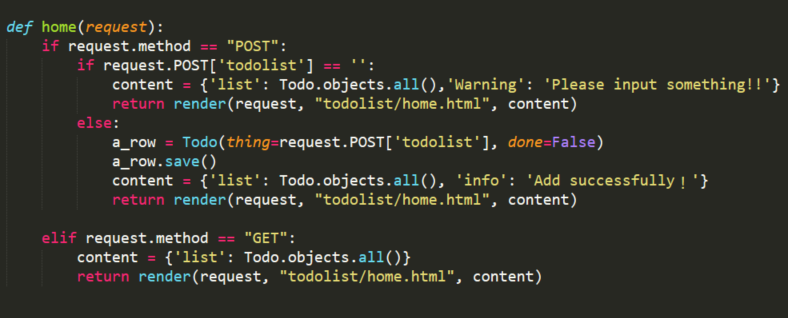 def home(request):
    if request.method == "POST":
        if request.POST['todolist'] == '':
            content = {'list': Todo.objects.all(),'Warning': 'Please input something!!'}
            return render(request, "todolist/home.html", content)
        else:
            a_row = Todo(thing=request.POST['todolist'], done=False)
            a_row.save()
            content = {'list': Todo.objects.all(), 'info': 'Add successfully！'}
            return render(request, "todolist/home.html", content)

    elif request.method == "GET":
        content = {'list': Todo.objects.all()}
        return render(request, "todolist/home.html", content)